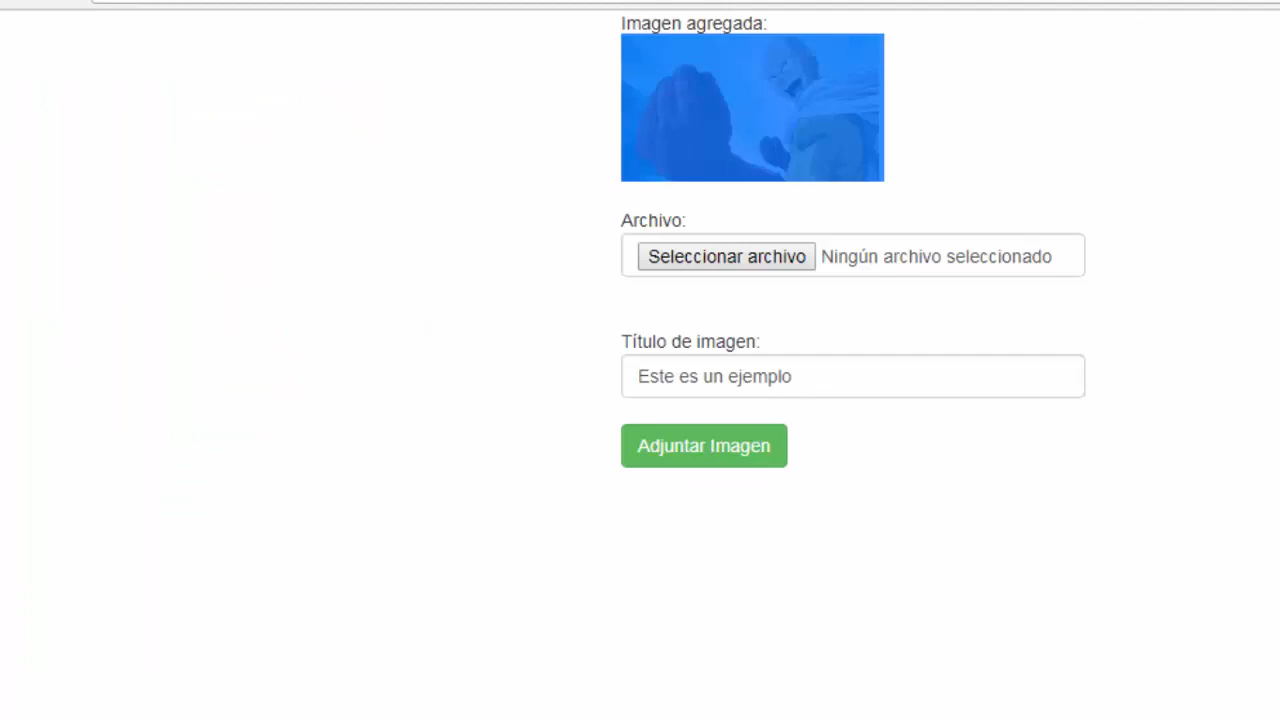 Imagen agregada:
Archivo:
Seleccionar archivo Ningún archivo seleccionado
Título de imagen:
Este es un ejemplo
Adjuntar Imagen